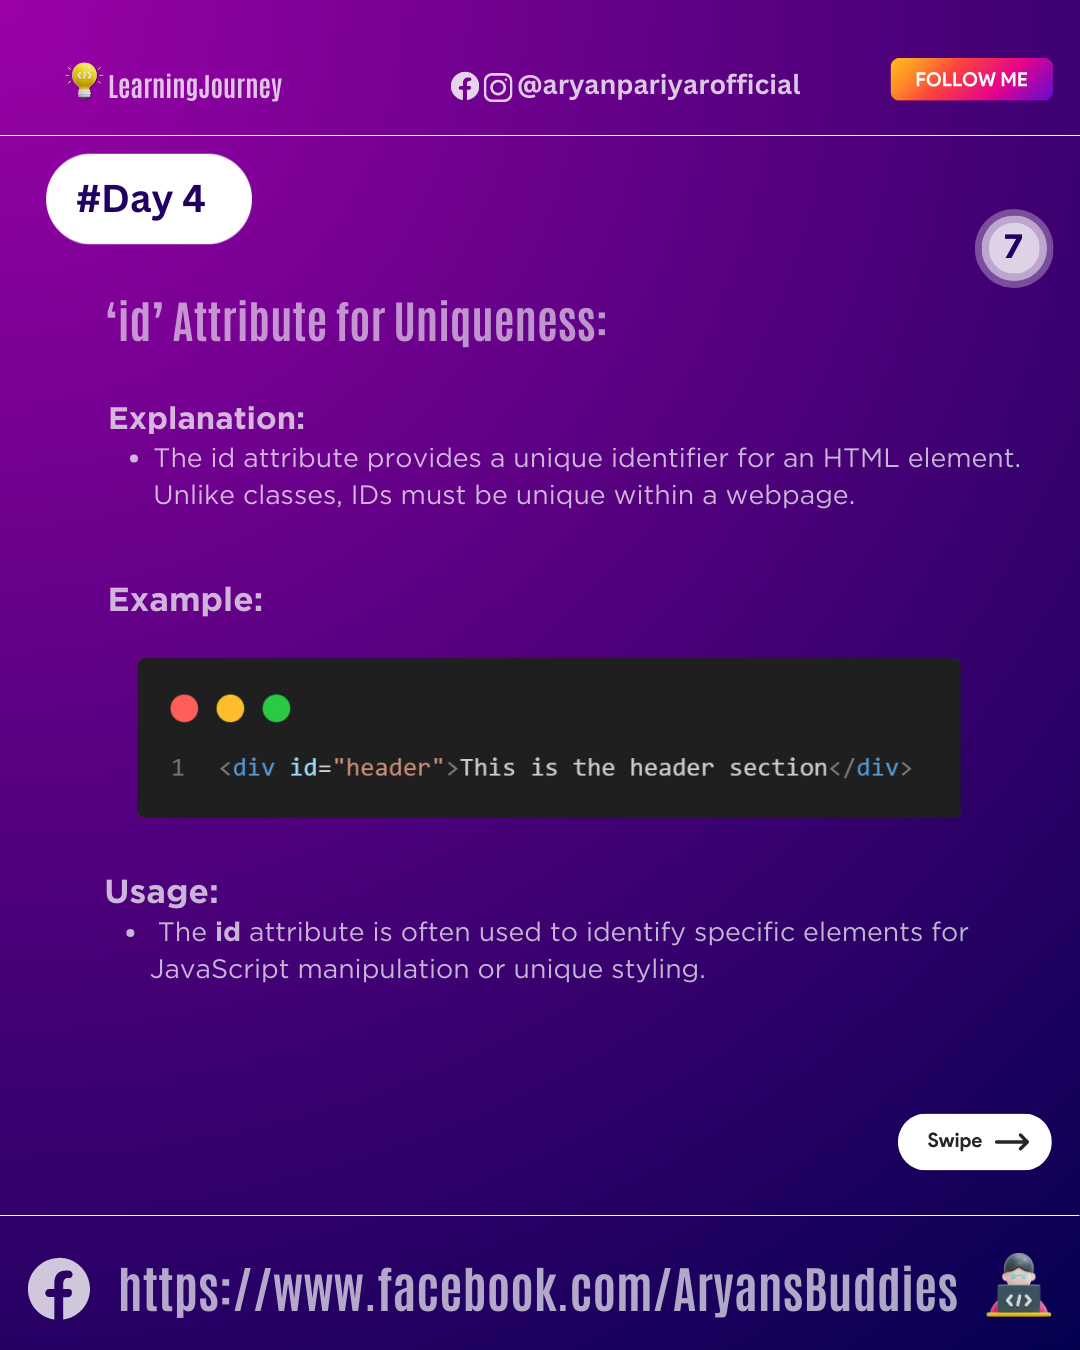 LearningJourney
@aryanpariyarofficial
FOLLOW ME
#Day 4
7
‘id’ Attribute for Uniqueness:
Explanation:
• The id attribute provides a unique identifier for an HTML element.
Unlike classes, IDs must be unique within a webpage.
Example:
1 <div id="header">This is the header section</div>
Usage:
• The id attribute is often used to identify specific elements for
JavaScript manipulation or unique styling.
Swipe
https://www.facebook.com/AryansBuddies